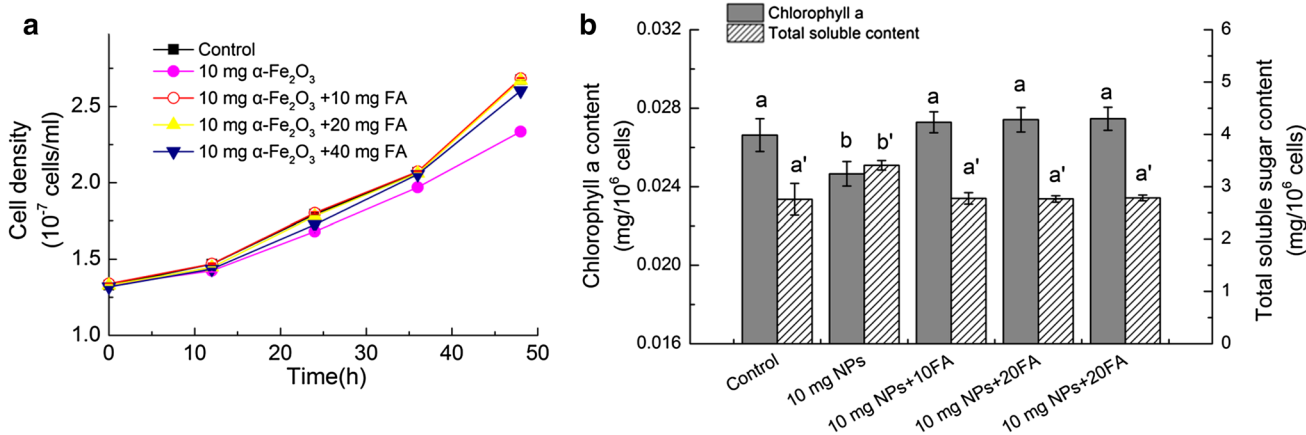 a
Control
10 mg α-Fe₂O₃
10 mg α-Fe₂O₃ +10 mg FA
10 mg α-Fe₂O₃ +20 mg FA
10 mg α-Fe₂O₃ +40 mg FA
Cell density
(10⁻⁷ cells/ml)
2.5
2.0
1.5
1.0
0 10 20 30 40 50
Time(h)
b
Chlorophyll a
Total soluble content
Chlorophyll a content
(mg/10⁶ cells)
0.032
0.028
0.024
0.020
0.016
a a' b b' a a' a a' a a'
6
5
4
3
2
1
0
Total soluble sugar content
(mg/10⁶ cells)
Control
10 mg NPs
10 mg NPs+10FA
10 mg NPs+20FA
10 mg NPs+20FA